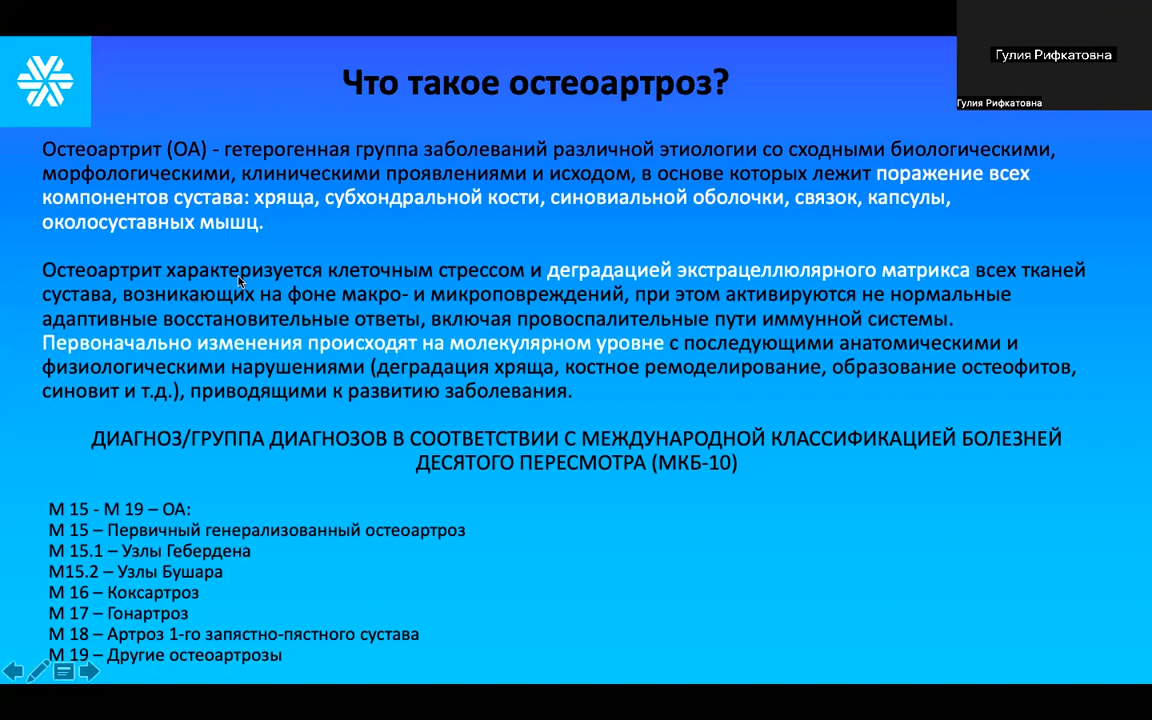 Что такое остеоартроз?
Гулия Рифкатовна
Гулия Рифкатовна
Остеоартрит (ОА) - гетерогенная группа заболеваний различной этиологии со сходными биологическими,
морфологическими, клиническими проявлениями и исходом, в основе которых лежит поражение всех
компонентов сустава: хряща, субхондральной кости, синовиальной оболочки, связок, капсулы,
околосуставных мышц.
Остеоартрит характеризуется клеточным стрессом и деградацией экстрацеллюлярного матрикса всех тканей
сустава, возникающих на фоне макро- и микроповреждений, при этом активируются не нормальные
адаптивные восстановительные ответы, включая провоспалительные пути иммунной системы.
Первоначально изменения происходят на молекулярном уровне с последующими анатомическими и
физиологическими нарушениями (деградация хряща, костное ремоделирование, образование остеофитов,
синовит и т.д.), приводящими к развитию заболевания.
ДИАГНОЗ/ГРУППА ДИАГНОЗОВ В СООТВЕТСТВИИ С МЕЖДУНАРОДНОЙ КЛАССИФИКАЦИЕЙ БОЛЕЗНЕЙ
ДЕСЯТОГО ПЕРЕСМОТРА (МКБ-10)
М 15 - М 19 – ОА:
М 15 – Первичный генерализованный остеоартроз
М 15.1 – Узлы Гебердена
М15.2 – Узлы Бушара
М 16 – Коксартроз
М 17 – Гонартроз
М 18 – Артроз 1-го запястно-пястного сустава
М 19 – Другие остеоартрозы